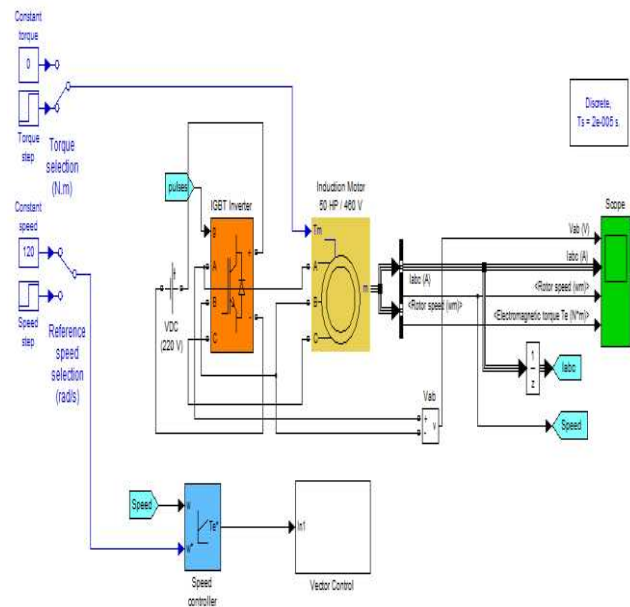 Constant
torque
0
Torque
step
Torque
selection
(N.m)
Constant
speed
120
Speed
step
Reference
speed
selection
(rad/s)
pulses
IGBT Inverter
g
A
B
C
+
-
VDC
(220 V)
Induction Motor
50 HP / 460 V
Tm
A
B
C
m
Discrete,
Ts = 2e-005 s.
Scope
Vab (V)
Iabc (A)
Iabc (A)
<Rotor speed (wm)>
<Rotor speed (wm)>
<Electromagnetic torque Te (N*m)>
1
z
Iabc
Speed
Vab
+
-
v
Speed
w
w*
Te*
Speed
controller
In1
Vector Control